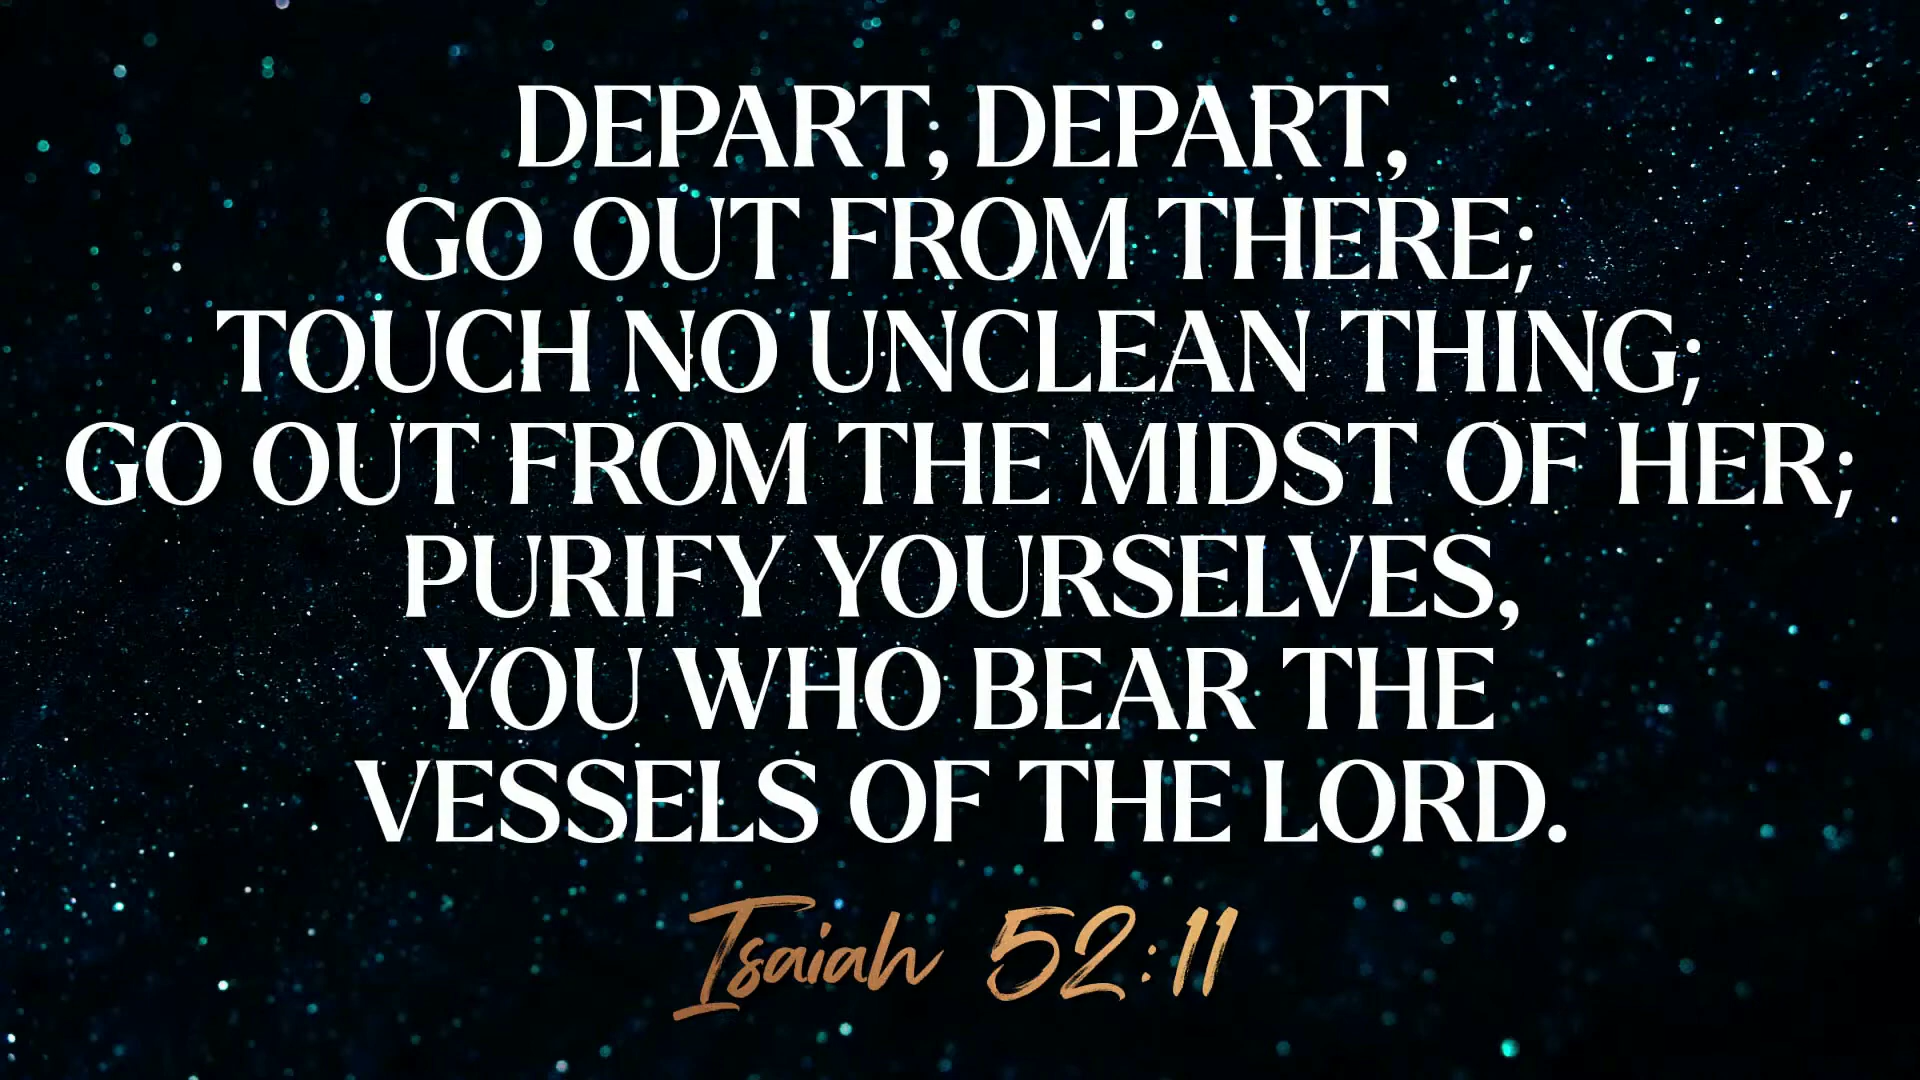 DEPART, DEPART,
GO OUT FROM THERE;
TOUCH NO UNCLEAN THING;
GO OUT FROM THE MIDST OF HER;
PURIFY YOURSELVES,
YOU WHO BEAR THE
VESSELS OF THE LORD.
Isaiah 52:11